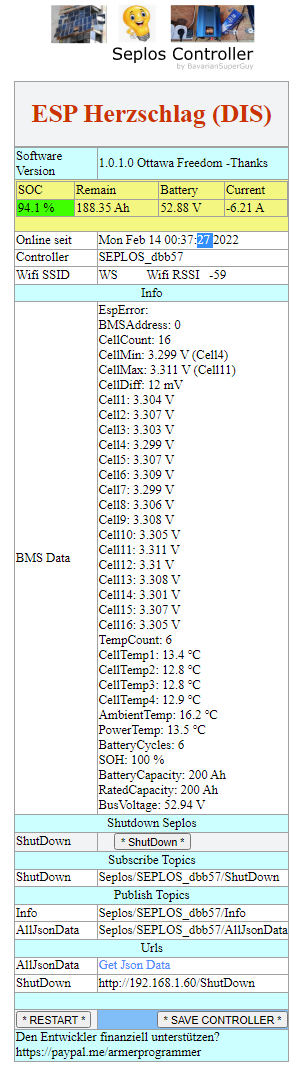 Seplos Controller
by BavarianSuperGuy
ESP Herzschlag (DIS)
Software Version 1.0.1.0 Ottawa Freedom -Thanks
SOC Remain Battery Current
94.1 % 188.35 Ah 52.88 V -6.21 A
Online seit Mon Feb 14 00:37:27 2022
Controller SEPLOS_dbb57
Wifi SSID WS Wifi RSSI -59
Info
BMS Data
EspError:
BMSAddress: 0
CellCount: 16
CellMin: 3.299 V (Cell4)
CellMax: 3.311 V (Cell11)
CellDiff: 12 mV
Cell1: 3.304 V
Cell2: 3.307 V
Cell3: 3.303 V
Cell4: 3.299 V
Cell5: 3.307 V
Cell6: 3.309 V
Cell7: 3.299 V
Cell8: 3.306 V
Cell9: 3.308 V
Cell10: 3.305 V
Cell11: 3.311 V
Cell12: 3.31 V
Cell13: 3.308 V
Cell14: 3.301 V
Cell15: 3.307 V
Cell16: 3.305 V
TempCount: 6
CellTemp1: 13.4 °C
CellTemp2: 12.8 °C
CellTemp3: 12.8 °C
CellTemp4: 12.9 °C
AmbientTemp: 16.2 °C
PowerTemp: 13.5 °C
BatteryCycles: 6
SOH: 100 %
BatteryCapacity: 200 Ah
RatedCapacity: 200 Ah
BusVoltage: 52.94 V
Shutdown Seplos
ShutDown * ShutDown *
Subscribe Topics
ShutDown Seplos/SEPLOS_dbb57/ShutDown
Publish Topics
Info Seplos/SEPLOS_dbb57/Info
AllJsonData Seplos/SEPLOS_dbb57/AllJsonData
Urls
AllJsonData Get Json Data
ShutDown http://192.168.1.60/ShutDown
* RESTART * * SAVE CONTROLLER *
Den Entwickler finanziell unterstützen?
https://paypal.me/armerprogrammer